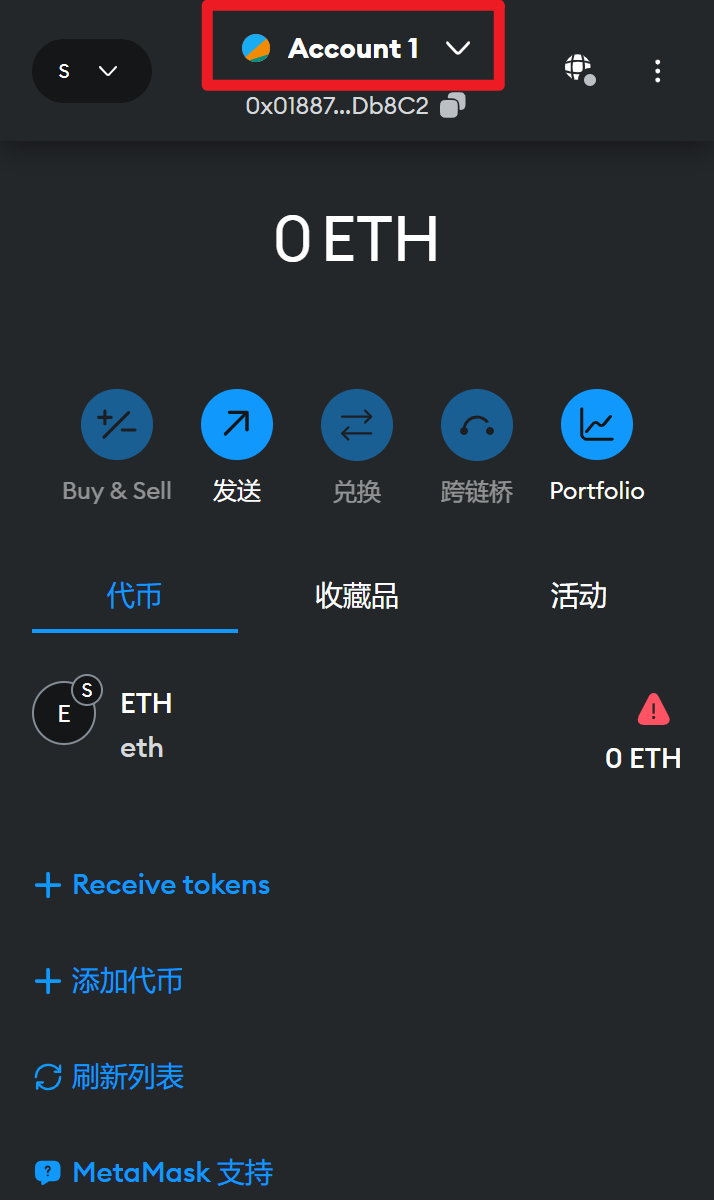 S
Account 1
0x01887...Db8C2
0 ETH
Buy & Sell
发送
兑换
跨链桥
Portfolio
代币
收藏品
活动
E
S
ETH
eth
0 ETH
Receive tokens
添加代币
刷新列表
MetaMask 支持